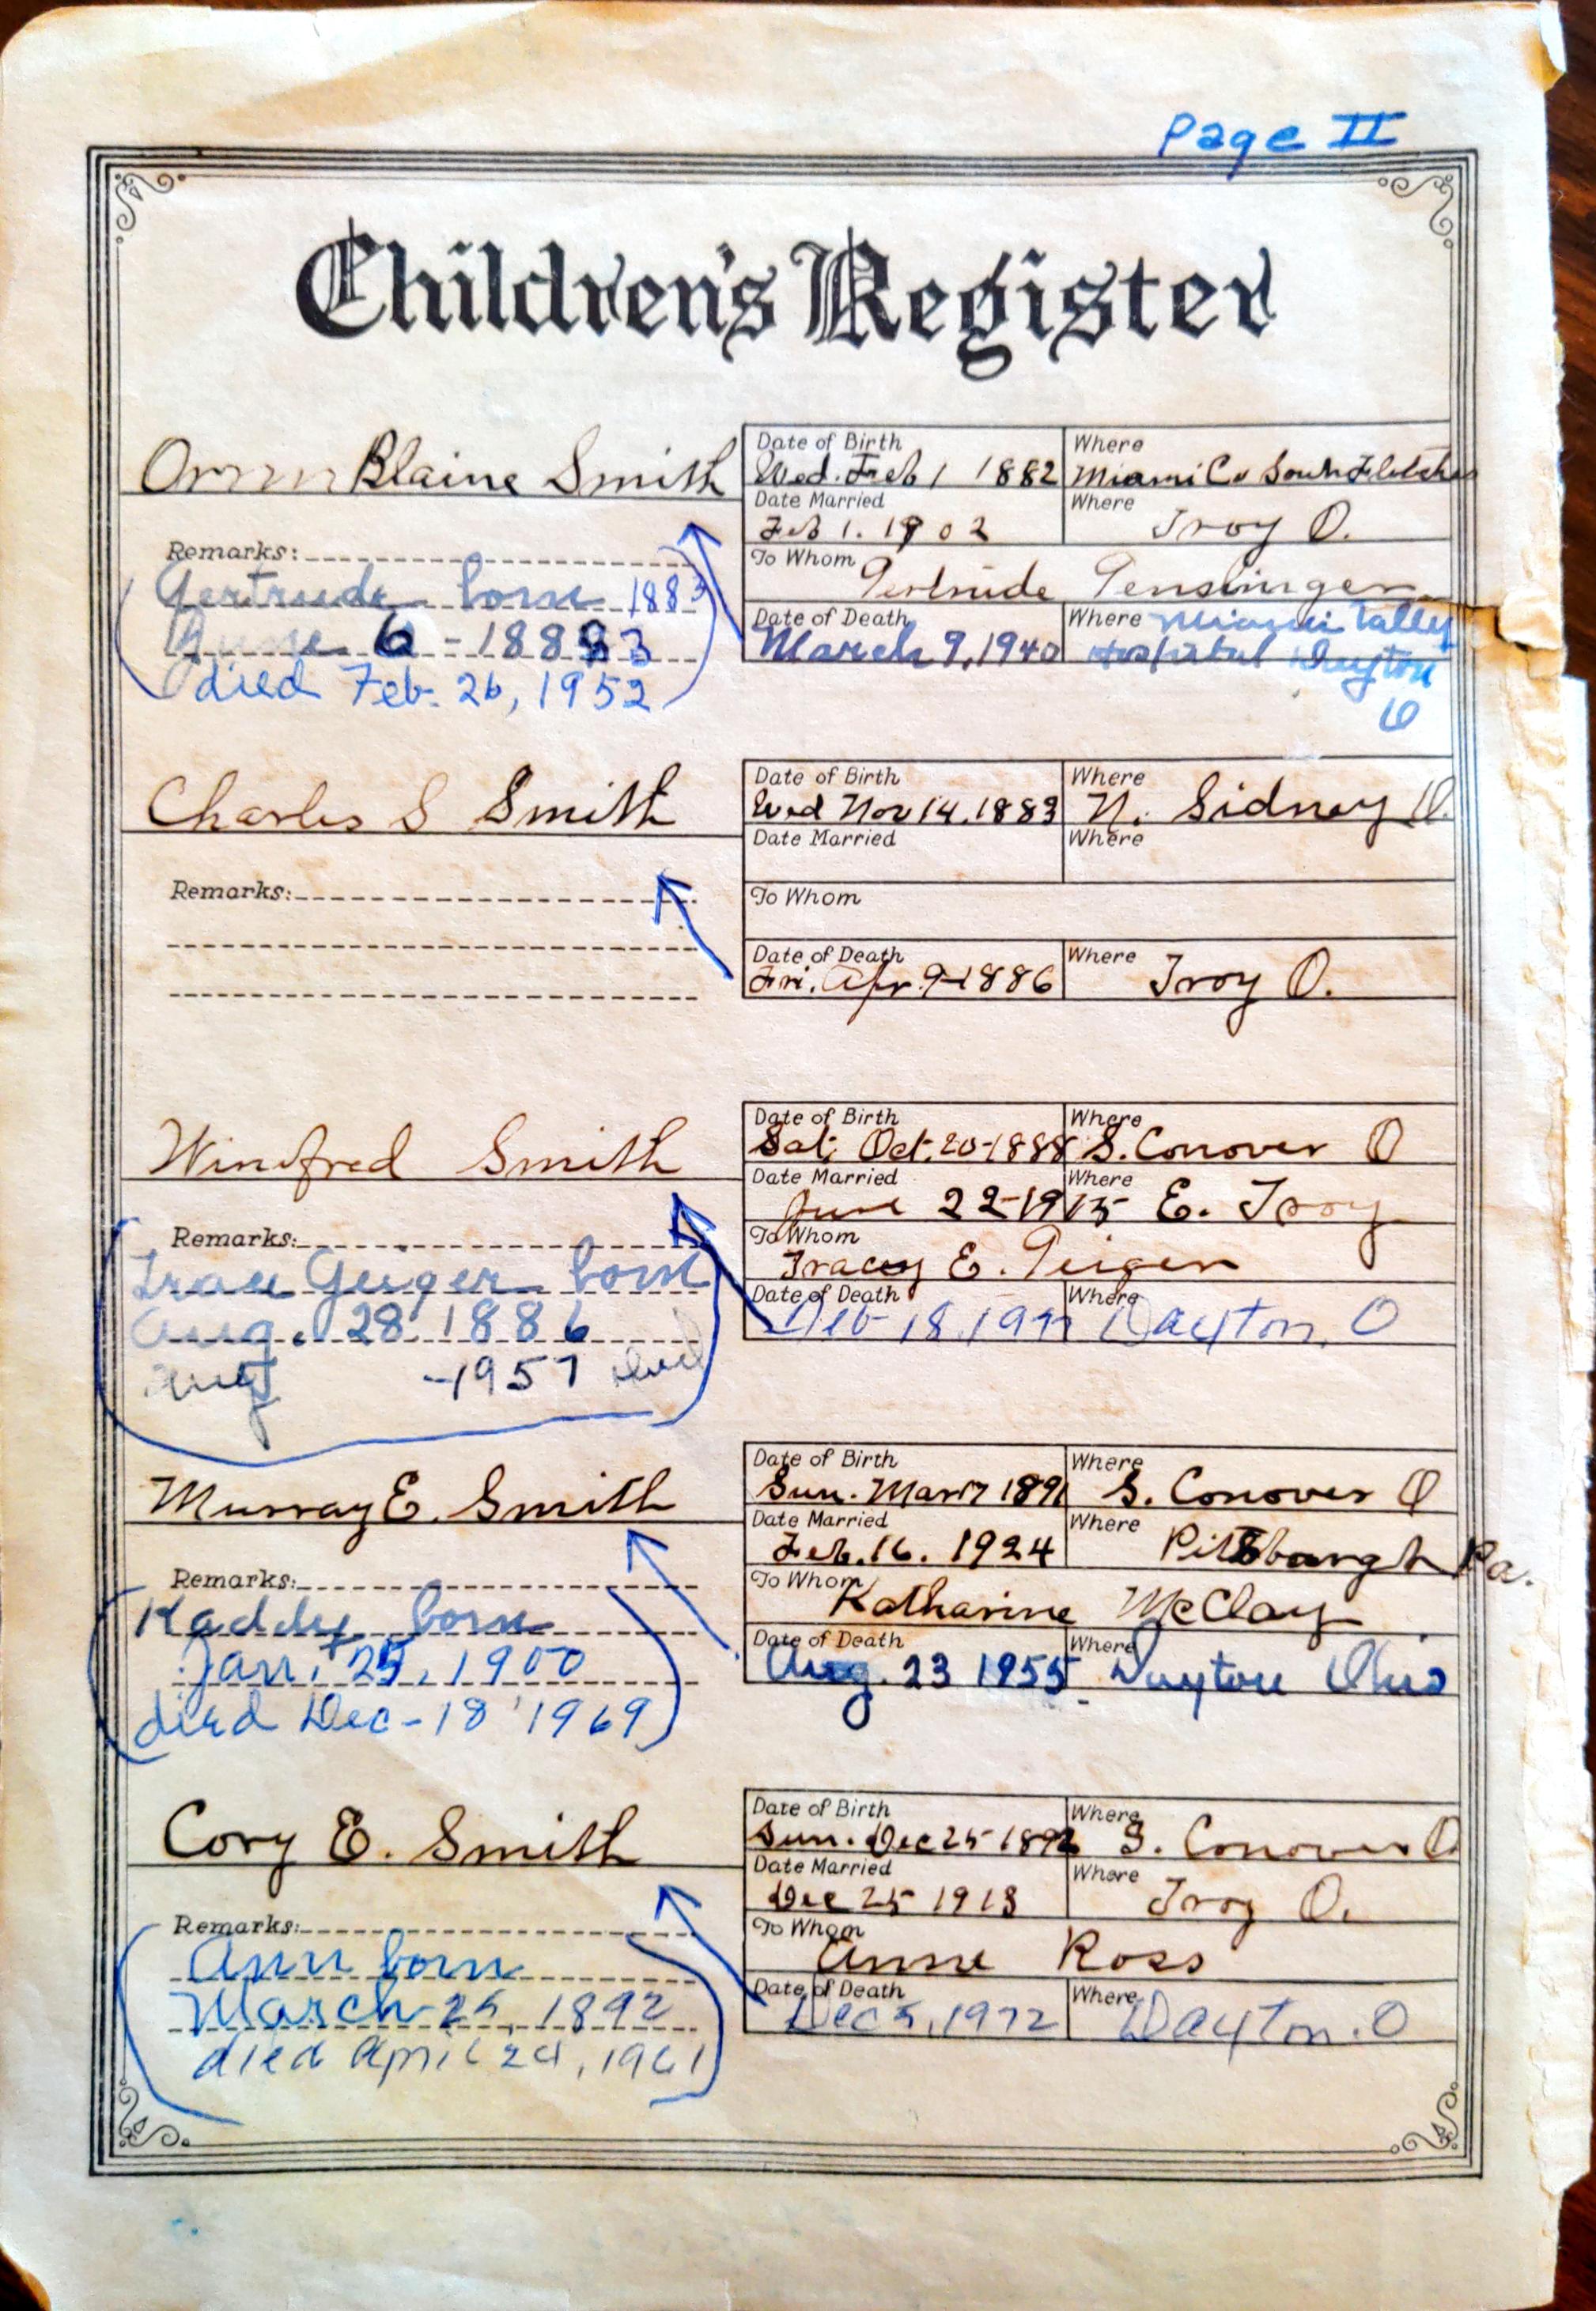 Page II
Children's Register
Orrin Blaine Smith
Date of Birth Where
Wed. Feb 1 1882 Miami Co South Fletcher
Date Married Where
Feb 1. 1902 Troy O.
To Whom
Gertrude Penslinger
Date of Death Where Miami Valley
March 9, 1940 Hospital Dayton
O
Remarks:
Gertrude born 1883
June 6 - 1883
died Feb. 26, 1952
Charles S Smith
Date of Birth Where
Wed Nov 14, 1883 N. Sidney O.
Date Married Where
To Whom
Date of Death Where
Fri. Apr. 9-1886 Troy O.
Remarks:
Winifred Smith
Date of Birth Where
Sat, Oct. 20-1888 S. Conover O
Date Married Where
June 22-1915 E. Troy
To Whom
Tracey E. Geiger
Date of Death Where
18, Dayton, O
Remarks:
Geiger born
Aug. 28 1886
Aug -1957 died
Murray E. Smith
Date of Birth Where
Sun. Mar 1891 S. Conover O
Date Married Where
Feb. 16. 1924 Pittsburgh Pa.
To Whom
Katharine McClay
Date of Death Where
Aug. 23 1955 Dayton Ohio
Remarks:
Kaddy born
Jan. 25, 1900
died Dec-18 1969
Cory E. Smith
Date of Birth Where
Sun. Dec 25 1892 S. Conover O
Date Married Where
Dec 25 1918 Troy O.
To Whom
Anne Ross
Date of Death Where
Dec 5, 1972 Dayton. O
Remarks:
Ann born
March 25, 1892
died April 1961